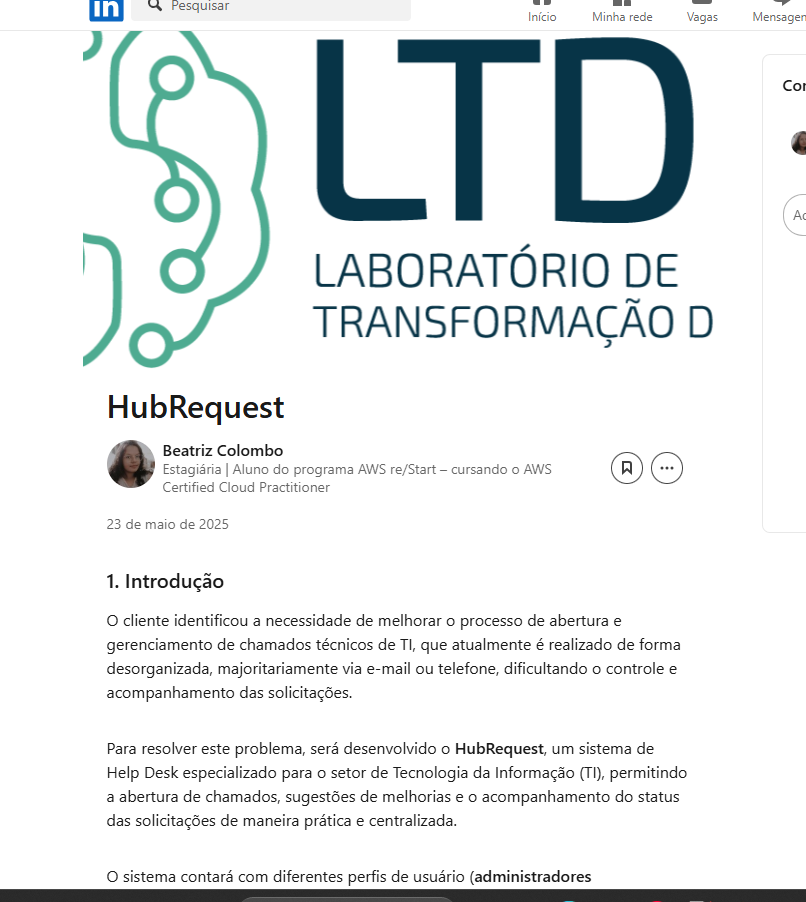 in
Pesquisar
Início
Minha rede
Vagas
LTD
LABORATÓRIO DE
TRANSFORMAÇÃO D
HubRequest
Beatriz Colombo
Estagiária | Aluno do programa AWS re/Start – cursando o AWS
Certified Cloud Practitioner
23 de maio de 2025
1. Introdução
O cliente identificou a necessidade de melhorar o processo de abertura e
gerenciamento de chamados técnicos de TI, que atualmente é realizado de forma
desorganizada, majoritariamente via e-mail ou telefone, dificultando o controle e
acompanhamento das solicitações.
Para resolver este problema, será desenvolvido o HubRequest, um sistema de
Help Desk especializado para o setor de Tecnologia da Informação (TI), permitindo
a abertura de chamados, sugestões de melhorias e o acompanhamento do status
das solicitações de maneira prática e centralizada.
O sistema contará com diferentes perfis de usuário (administradores